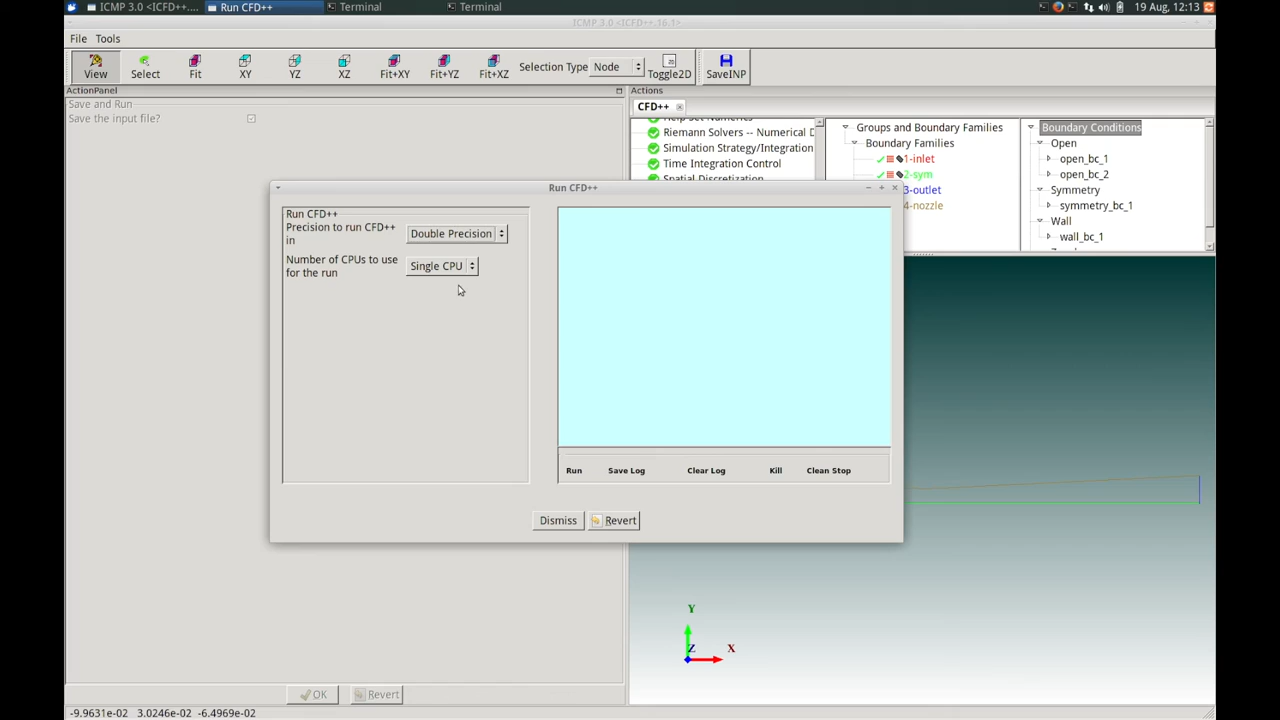 ICMP 3.0 <ICFD++....
Run CFD++
Terminal
Terminal
19 Aug, 12:13
ICMP 3.0 <ICFD++.16.1>
File
Tools
View
Select
Fit
XY
YZ
XZ
Fit+XY
Fit+YZ
Fit+XZ
Selection Type
Node
Toggle2D
SaveINP
ActionPanel
Actions
Save and Run
Save the input file?
CFD++
Riemann Solvers -- Numerical D
Simulation Strategy/Integration
Time Integration Control
Spatial Discretization
Groups and Boundary Families
Boundary Families
1-inlet
2-sym
3-outlet
4-nozzle
Boundary Conditions
Open
open_bc_1
open_bc_2
Symmetry
symmetry_bc_1
Wall
wall_bc_1
Run CFD++
Run CFD++
Precision to run CFD++
in
Double Precision
Number of CPUs to use
for the run
Single CPU
Run
Save Log
Clear Log
Kill
Clean Stop
Dismiss
Revert
Y
Z
X
OK
Revert
-9.9631e-02 3.0246e-02 -6.4969e-02